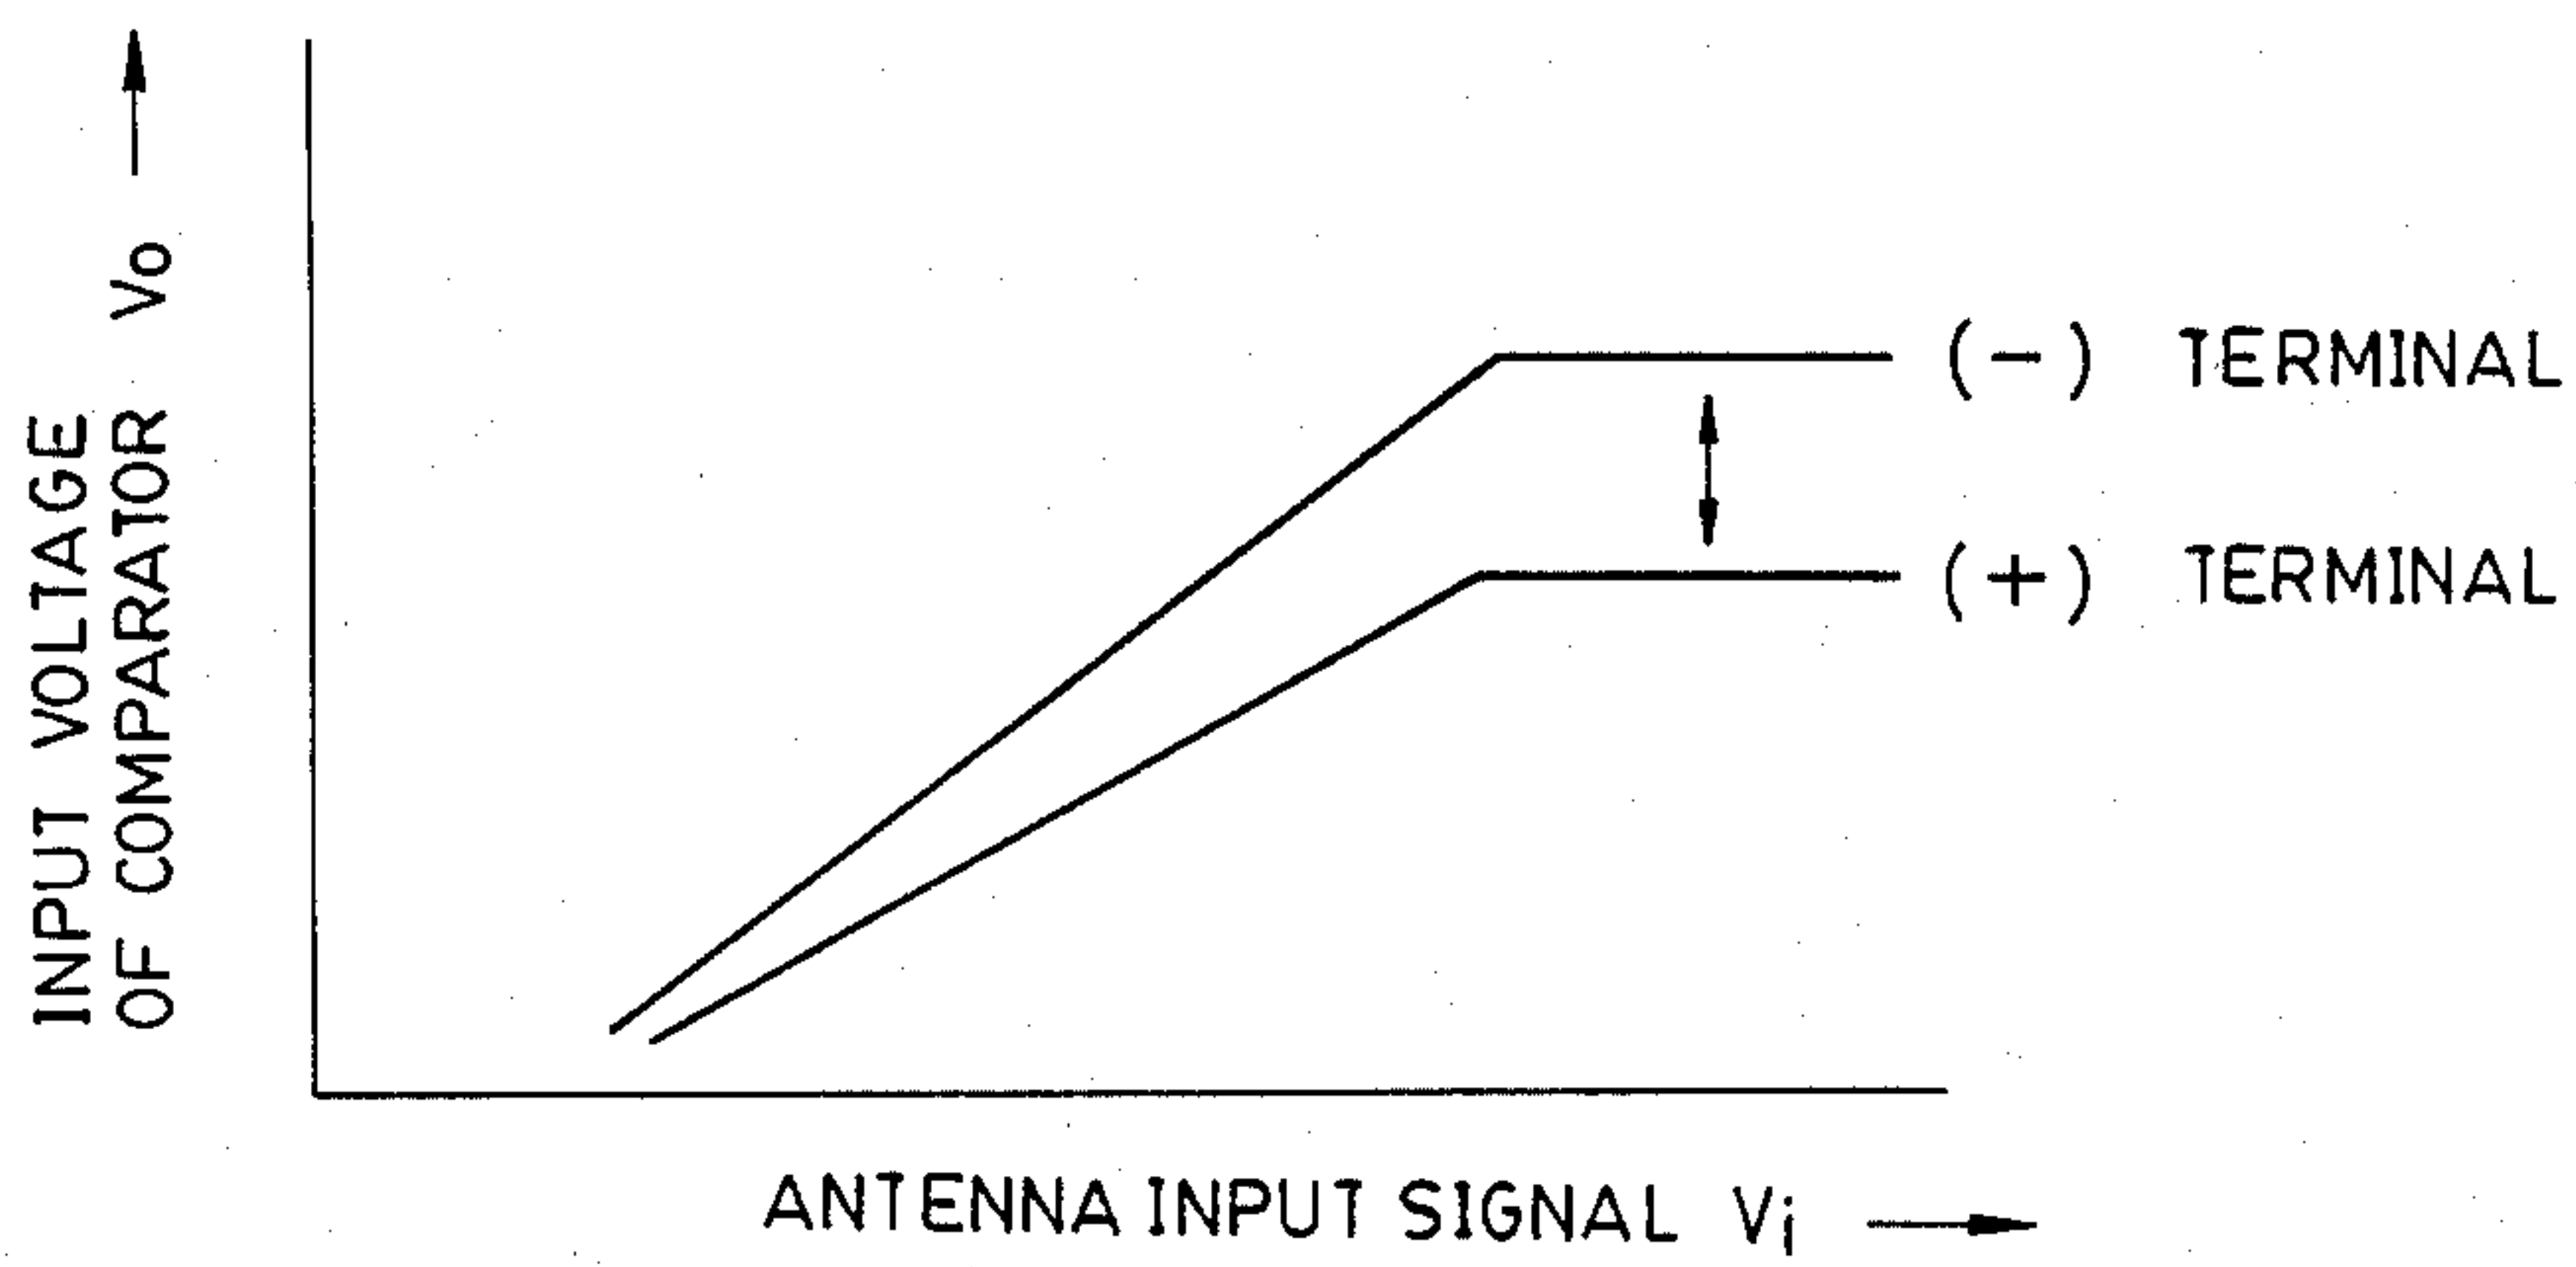 INPUT VOLTAGE
OF COMPARATOR Vo
(-) TERMINAL
(+) TERMINAL
ANTENNA INPUT SIGNAL Vi